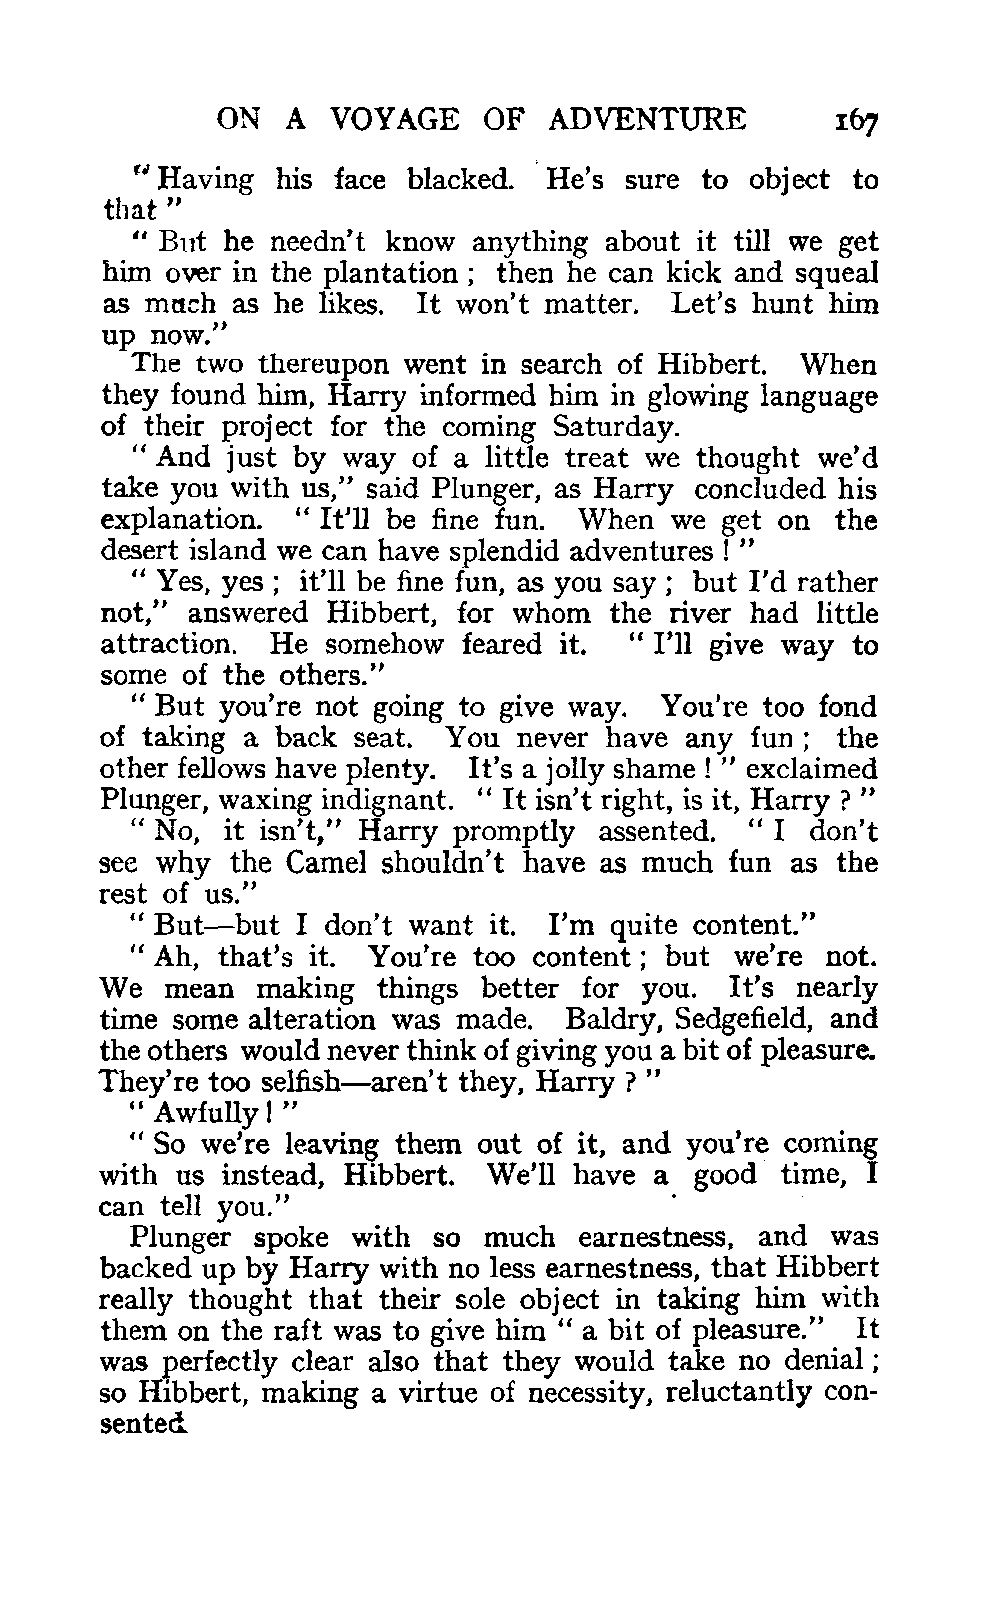 ON A VOYAGE OF ADVENTURE 167
"Having his face blacked. He's sure to object to
that"
"But he needn't know anything about it till we get
him over in the plantation; then he can kick and squeal
as much as he likes. It won't matter. Let's hunt him
up now."
The two thereupon went in search of Hibbert. When
they found him, Harry informed him in glowing language
of their project for the coming Saturday.
"And just by way of a little treat we thought we'd
take you with us," said Plunger, as Harry concluded his
explanation. "It'll be fine fun. When we get on the
desert island we can have splendid adventures!"
"Yes, yes; it'll be fine fun, as you say; but I'd rather
not," answered Hibbert, for whom the river had little
attraction. He somehow feared it. "I'll give way to
some of the others."
"But you're not going to give way. You're too fond
of taking a back seat. You never have any fun; the
other fellows have plenty. It's a jolly shame!" exclaimed
Plunger, waxing indignant. "It isn't right, is it, Harry?"
"No, it isn't," Harry promptly assented. "I don't
see why the Camel shouldn't have as much fun as the
rest of us."
"But—but I don't want it. I'm quite content."
"Ah, that's it. You're too content; but we're not.
We mean making things better for you. It's nearly
time some alteration was made. Baldry, Sedgefield, and
the others would never think of giving you a bit of pleasure.
They're too selfish—aren't they, Harry?"
"Awfully!"
"So we're leaving them out of it, and you're coming
with us instead, Hibbert. We'll have a good time, I
can tell you."
Plunger spoke with so much earnestness, and was
backed up by Harry with no less earnestness, that Hibbert
really thought that their sole object in taking him with
them on the raft was to give him "a bit of pleasure." It
was perfectly clear also that they would take no denial;
so Hibbert, making a virtue of necessity, reluctantly con-
sented.